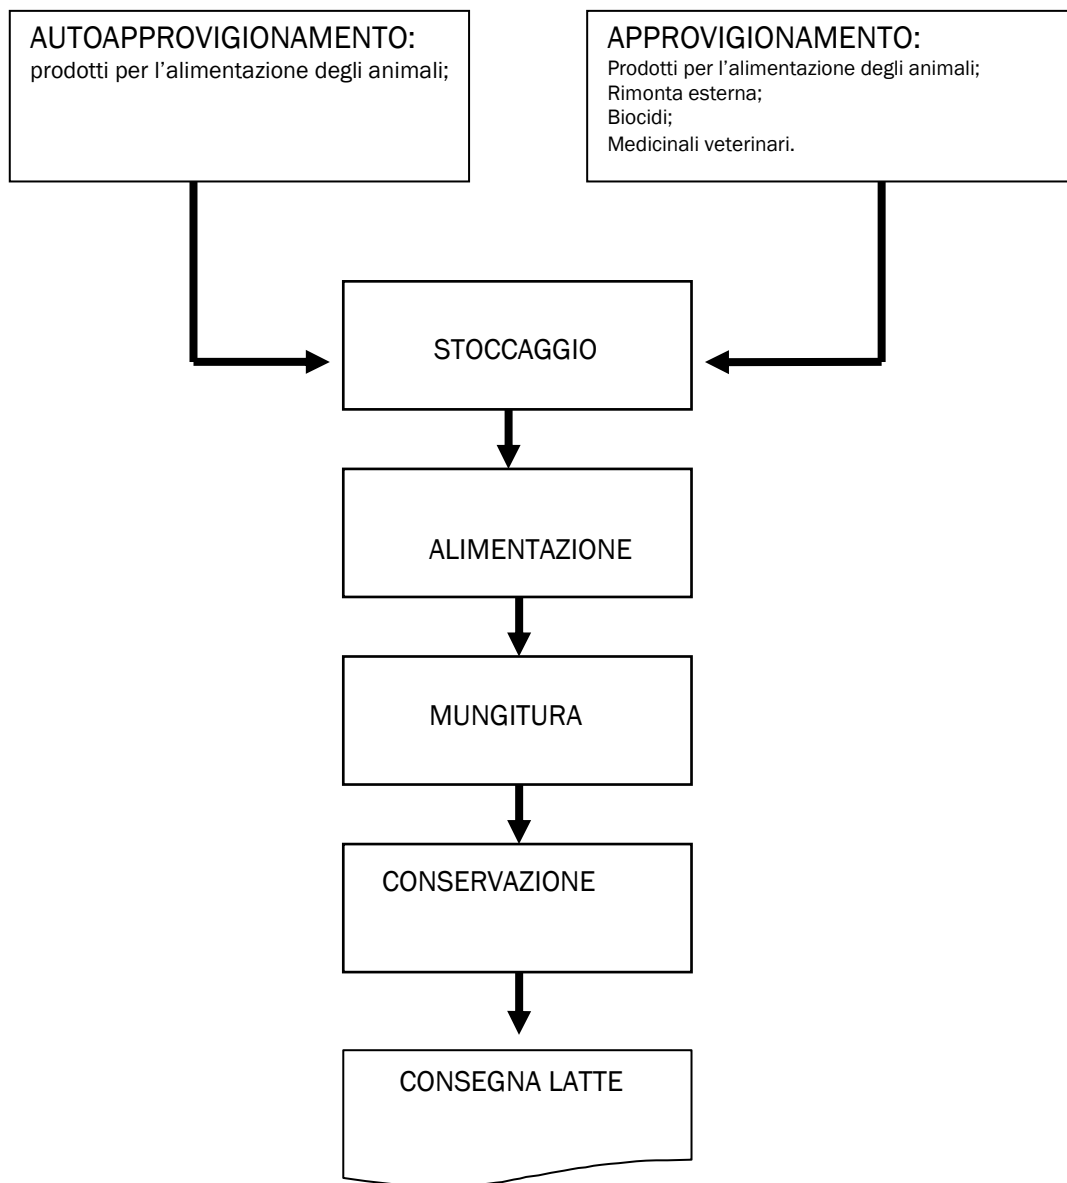 AUTOAPPROVIGIONAMENTO:
prodotti per l'alimentazione degli animali;
APPROVIGIONAMENTO:
Prodotti per l'alimentazione degli animali;
Rimonta esterna;
Biocidi;
Medicinali veterinari.
STOCCAGGIO
ALIMENTAZIONE
MUNGITURA
CONSERVAZIONE
CONSEGNA LATTE